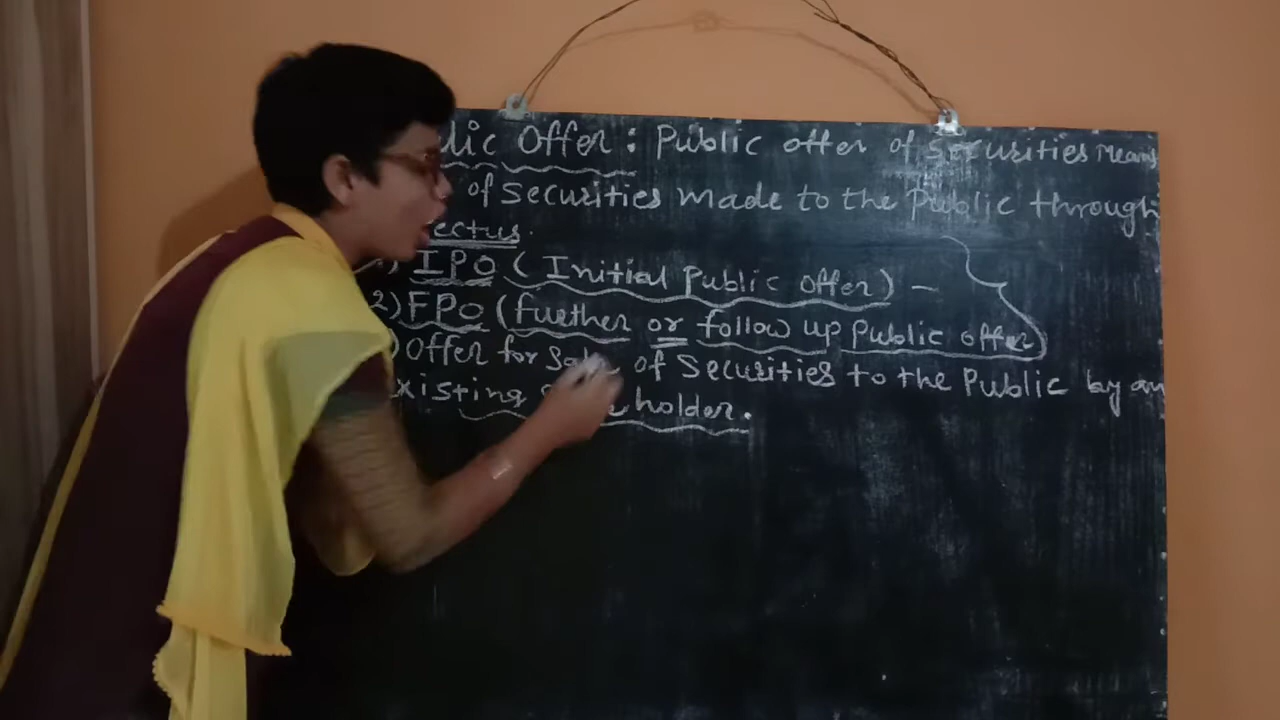 lic Offer : Public offer of Securities Means
of Securities made to the Public through
ectus.
1) IPO (Initial Public offer) –
2) FPO (further or follow up Public offer)
) Offer for Sale of Securities to the Public by an
xisting holder.